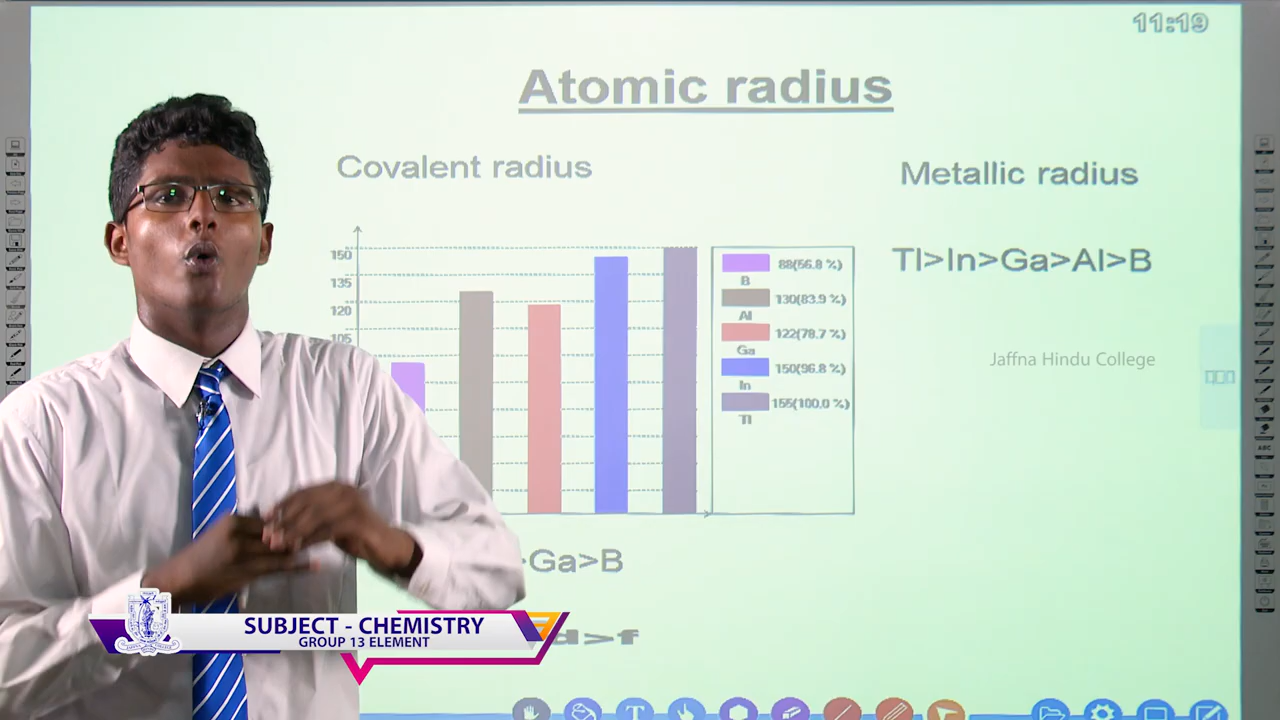 11:19
Atomic radius
Covalent radius
Metallic radius
150
135
120
105
88(56.8 %)
B
130(83.9 %)
Al
122(78.7 %)
Ga
150(96.8 %)
In
155(100.0 %)
Tl
Tl>In>Ga>Al>B
Jaffna Hindu College
>Ga>B
d>f
SUBJECT - CHEMISTRY
GROUP 13 ELEMENT